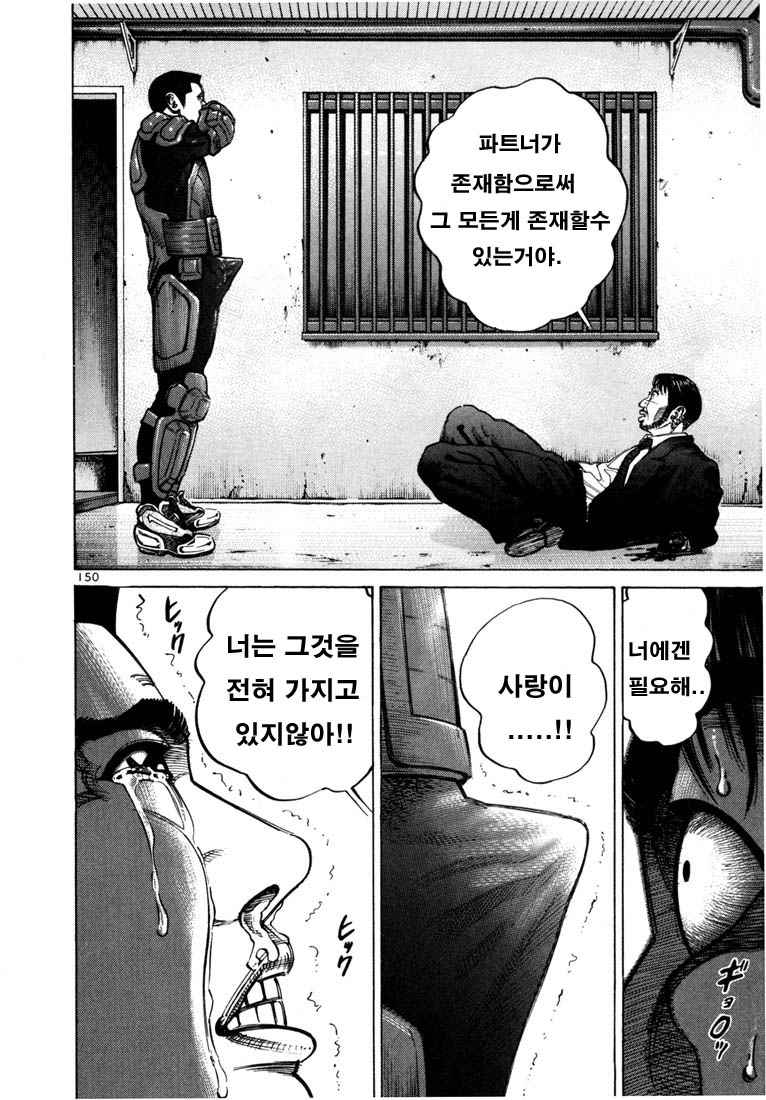 파트너가
존재함으로써
그 모든게 존재할수
있는거야.
150
너에겐
필요해..
ギョロッ
사랑이
.....!!
ヒック
너는 그것을
전혀 가지고
있지않아!!
ヒック